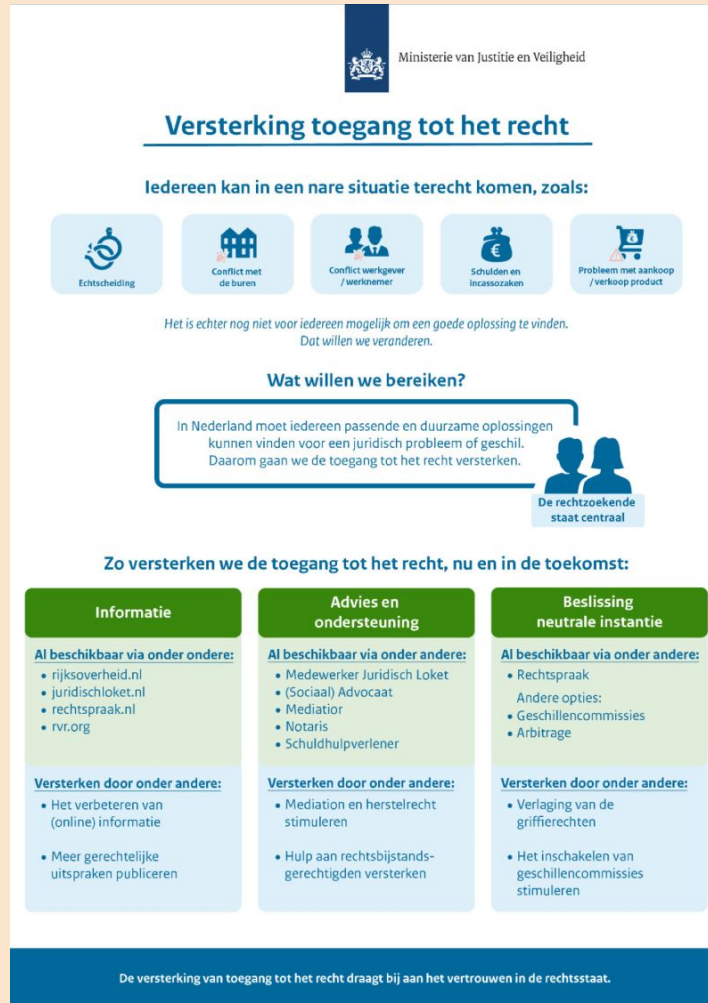 Ministerie van Justitie en Veiligheid
Versterking toegang tot het recht
Iedereen kan in een nare situatie terecht komen, zoals:
Echtscheiding
Conflict met
de buren
Conflict werkgever
/ werknemer
Schulden en
incassozaken
Probleem met aankoop
/ verkoop product
Het is echter nog niet voor iedereen mogelijk om een goede oplossing te vinden.
Dat willen we veranderen.
Wat willen we bereiken?
In Nederland moet iedereen passende en duurzame oplossingen
kunnen vinden voor een juridisch probleem of geschil.
Daarom gaan we de toegang tot het recht versterken.
De rechtzoekende
staat centraal
Zo versterken we de toegang tot het recht, nu en in de toekomst:
Informatie
Al beschikbaar via onder ondere:
• rijksoverheid.nl
• juridischloket.nl
• rechtspraak.nl
• rvr.org
Versterken door onder andere:
• Het verbeteren van
(online) informatie
• Meer gerechtelijke
uitspraken publiceren
Advies en
ondersteuning
Al beschikbaar via onder andere:
• Medewerker Juridisch Loket
• (Sociaal) Advocaat
• Mediatior
• Notaris
• Schuldhulpverlener
Versterken door onder andere:
• Mediation en herstelrecht
stimuleren
• Hulp aan rechtsbijstands-
gerechtigden versterken
Beslissing
neutrale instantie
Al beschikbaar via onder andere:
• Rechtspraak
Andere opties:
• Geschillencommissies
• Arbitrage
Versterken door onder andere:
• Verlaging van de
griffierechten
• Het inschakelen van
geschillencommissies
stimuleren
De versterking van toegang tot het recht draagt bij aan het vertrouwen in de rechtsstaat.